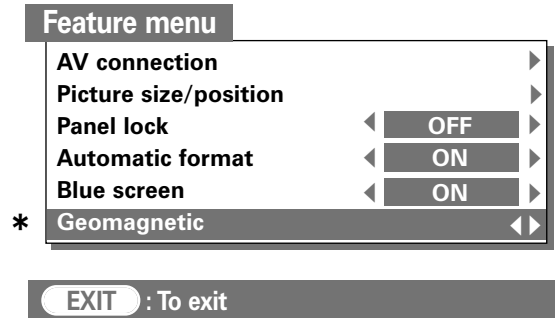 Feature menu
AV connection
Picture size/position
Panel lock OFF
Automatic format ON
Blue screen ON
* Geomagnetic
EXIT : To exit